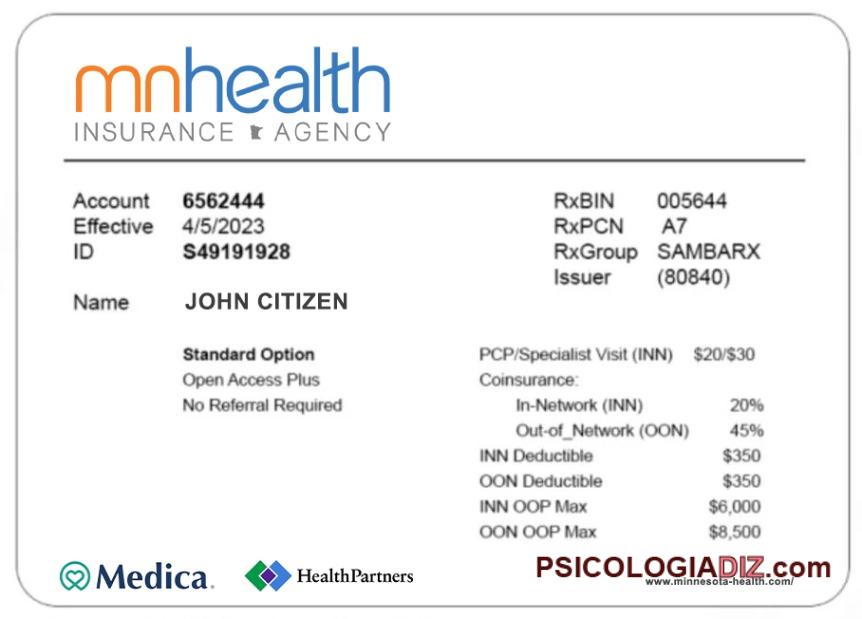 mnhealth
INSURANCE AGENCY
Account 6562444
Effective 4/5/2023
ID S49191928
Name JOHN CITIZEN
RxBIN 005644
RxPCN A7
RxGroup SAMBARX
Issuer (80840)
Standard Option
Open Access Plus
No Referral Required
PCP/Specialist Visit (INN) $20/$30
Coinsurance:
In-Network (INN) 20%
Out-of_Network (OON) 45%
INN Deductible $350
OON Deductible $350
INN OOP Max $6,000
OON OOP Max $8,500
Medica.
HealthPartners
PSICOLOGIADIZ.com
www.minnesota-health.com/